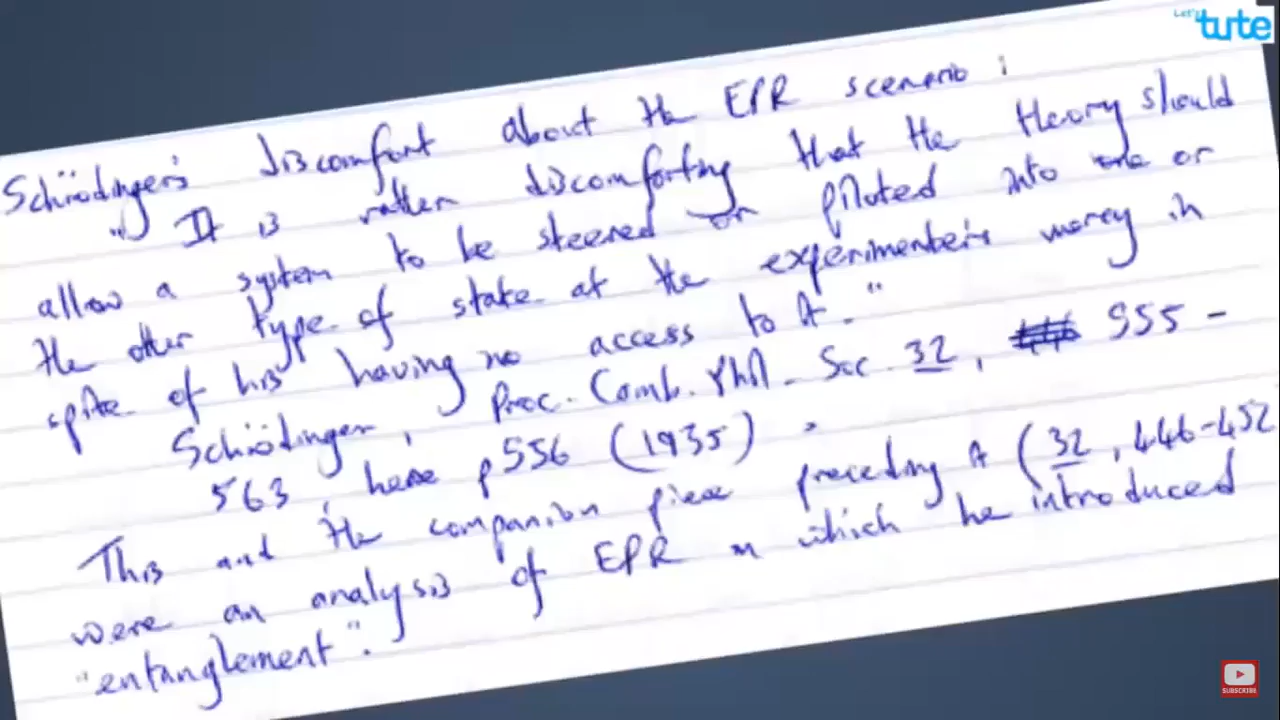 Let's tute
Schrödinger's discomfort about the EPR scenario :
"It is rather discomforting that the theory should
allow a system to be steered or piloted into one or
the other type of state at the experimenter's mercy in
spite of his having no access to it."
Schrödinger, Proc. Camb. Phil. Soc 32, 555 -
563, here p556 (1935) .
This and the companion piece preceding it (32, 446-452
were an analysis of EPR in which he introduced
"entanglement".
SUBSCRIBE